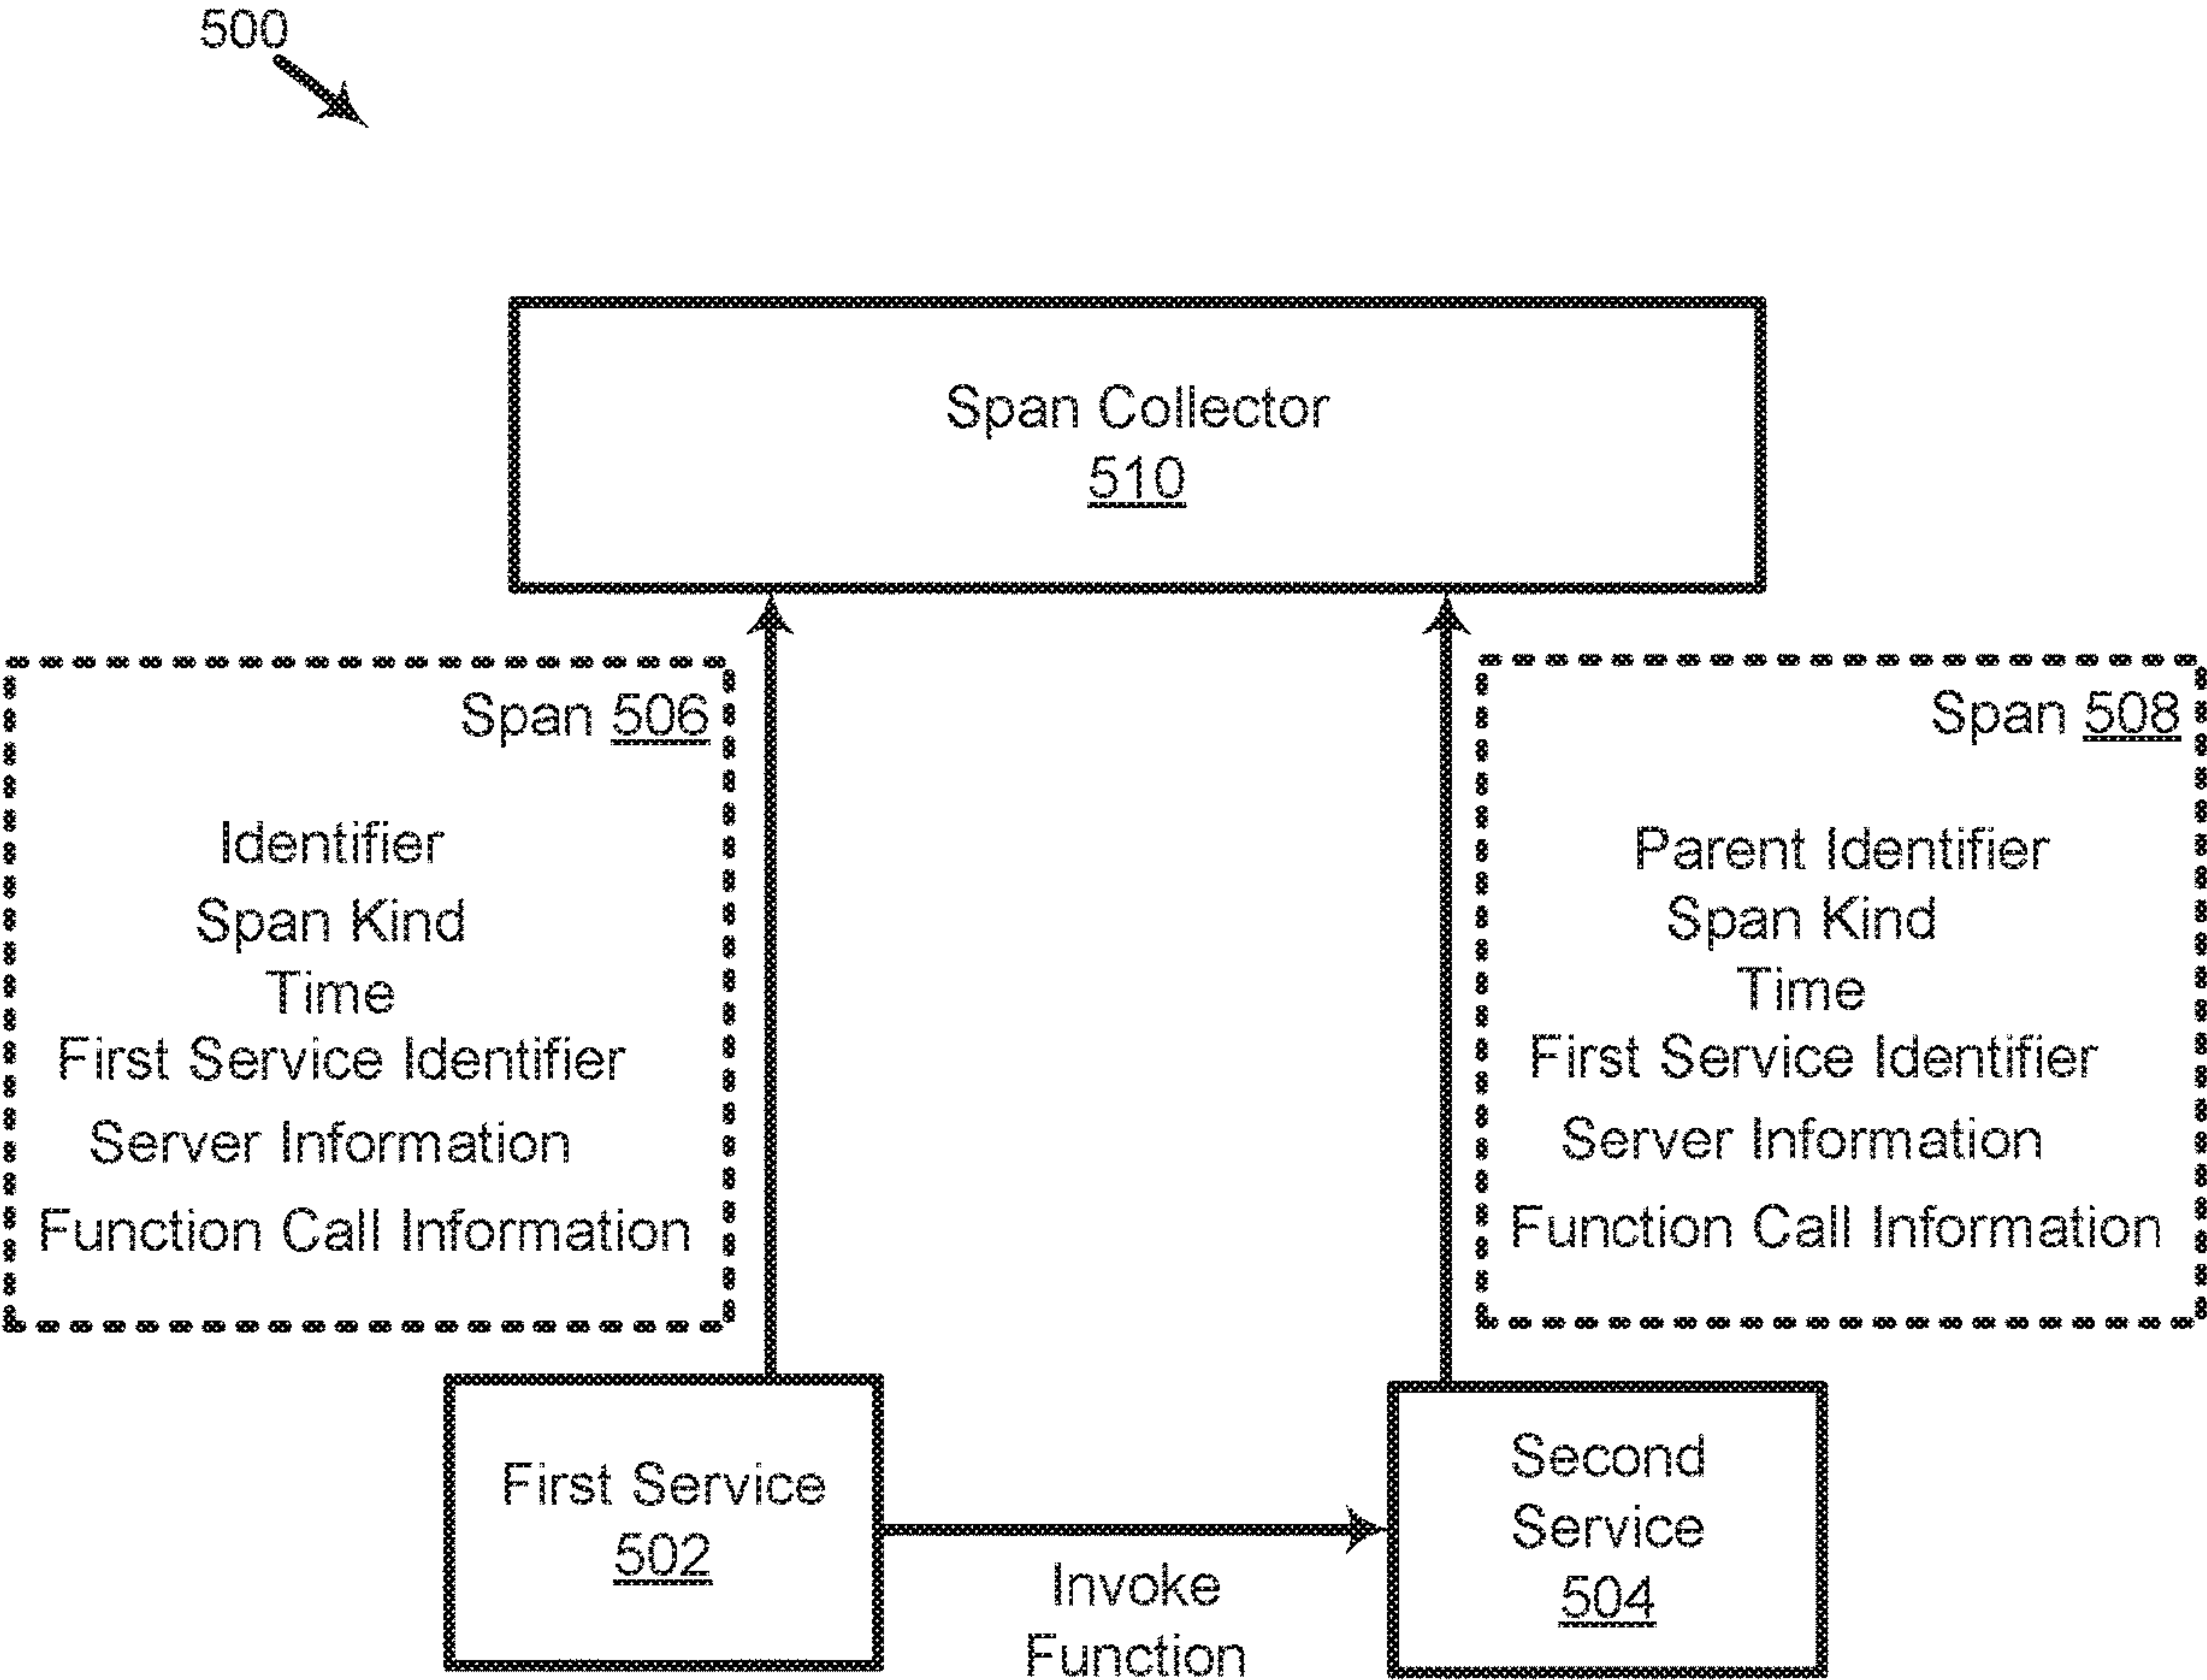 500
Span Collector
510
Span 506
Identifier
Span Kind
Time
First Service Identifier
Server Information
Function Call Information
Span 508
Parent Identifier
Span Kind
Time
First Service Identifier
Server Information
Function Call Information
First Service
502
Invoke
Function
Second
Service
504